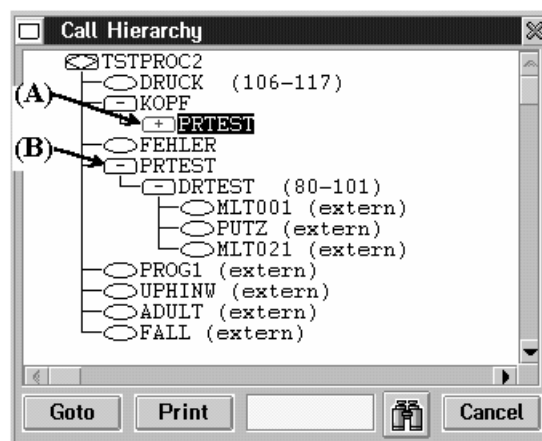 Call Hierarchy
TSTPROC2
DRUCK (106-117)
(A)
KOPF
PRTEST
(B)
FEHLER
PRTEST
DRTEST (80-101)
MLT001 (extern)
PUTZ (extern)
MLT021 (extern)
PROG1 (extern)
UPHINW (extern)
ADULT (extern)
FALL (extern)
Goto Print Cancel